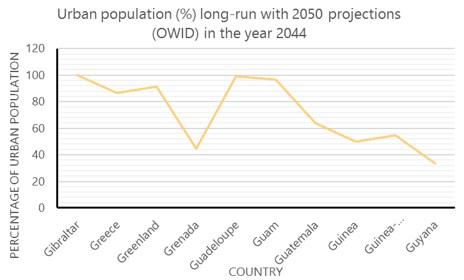 Urban population (%) long-run with 2050 projections
(OWID) in the year 2044
PERCENTAGE OF URBAN POPULATION
120
100
80
60
40
20
0
Gibraltar
Greece
Greenland
Grenada
Guadeloupe
Guam
Guatemala
Guinea
Guinea-...
Guyana
COUNTRY